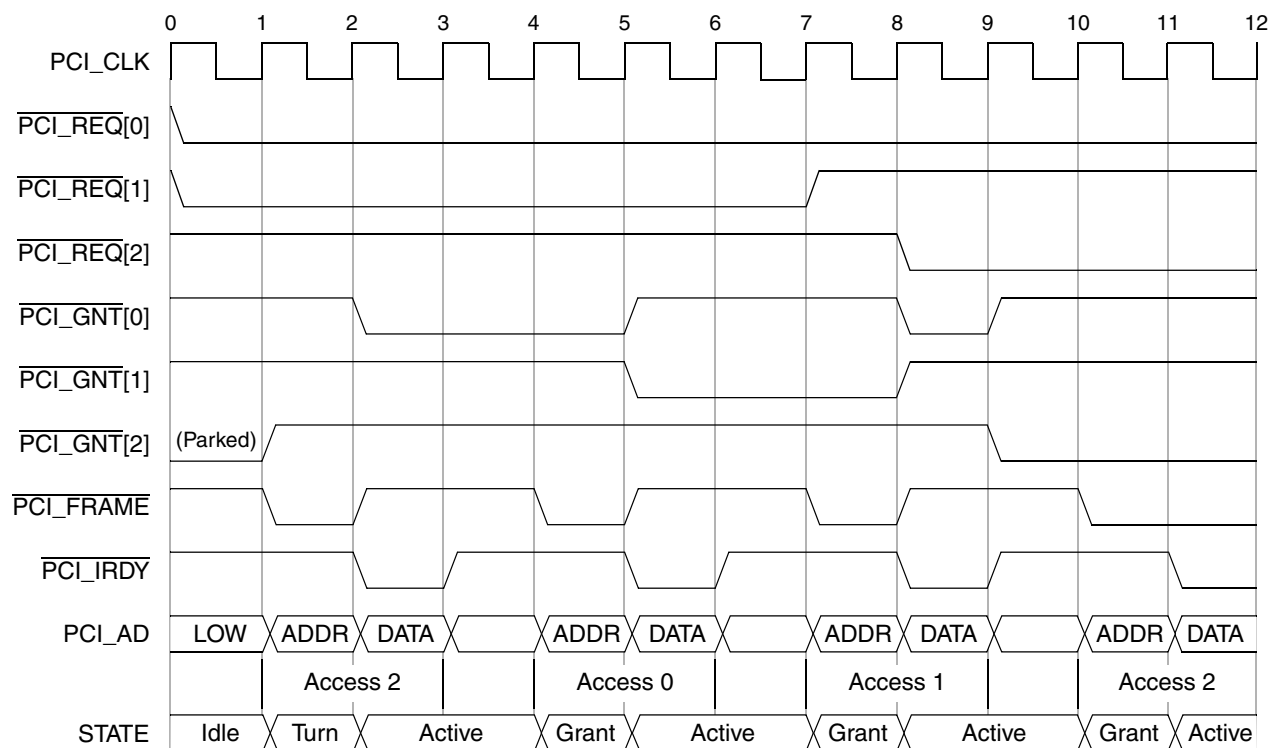 0 1 2 3 4 5 6 7 8 9 10 11 12
PCI_CLK
PCI_REQ[0]
PCI_REQ[1]
PCI_REQ[2]
PCI_GNT[0]
PCI_GNT[1]
PCI_GNT[2] (Parked)
PCI_FRAME
PCI_IRDY
PCI_AD LOW ADDR DATA ADDR DATA ADDR DATA ADDR DATA
Access 2 Access 0 Access 1 Access 2
STATE Idle Turn Active Grant Active Grant Active Grant Active